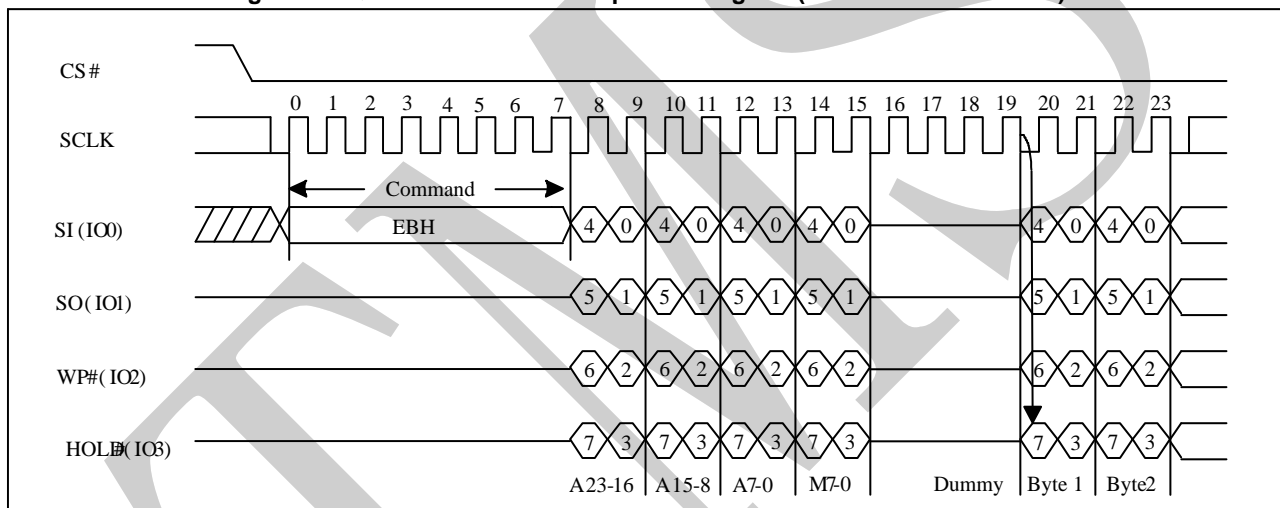 CS#
0 1 2 3 4 5 6 7 8 9 10 11 12 13 14 15 16 17 18 19 20 21 22 23
SCLK
Command
SI(IO0) EBH 4 0 4 0 4 0 4 0 4 0 4 0
SO(IO1) 5 1 5 1 5 1 5 1 5 1 5 1
WP#(IO2) 6 2 6 2 6 2 6 2 6 2 6 2
HOLD#(IO3) 7 3 7 3 7 3 7 3 7 3 7 3
A23-16 A15-8 A7-0 M7-0 Dummy Byte 1 Byte2